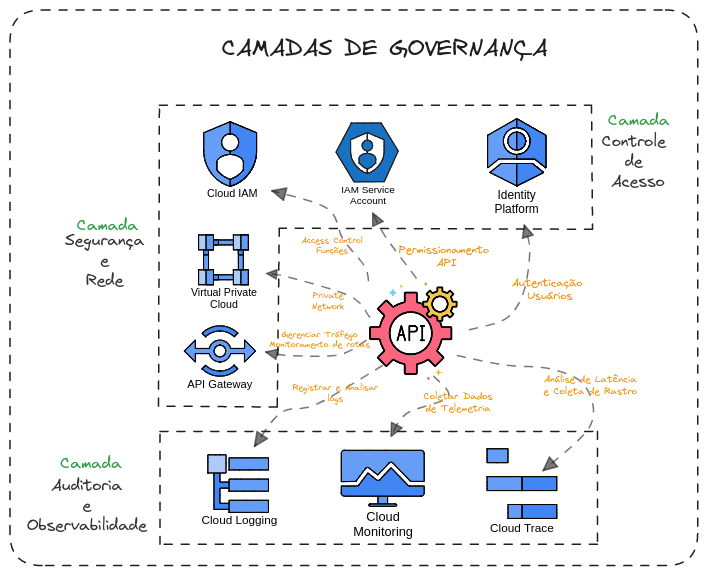 CAMADAS DE GOVERNANÇA
Camada
Controle
de
Acesso
Cloud IAM
IAM Service
Account
Identity
Platform
Camada
Segurança
e
Rede
Access Control
Funções
Permissionamento
API
Autenticação
Usuários
Virtual Private
Cloud
Private
Network
API
Gerenciar Tráfego
Monitoramento de rotas
API Gateway
Registrar e Analisar
logs
Coletar Dados
de Telemetria
Análise de Latência
e Coleta de Rastro
Camada
Auditoria
e
Observabilidade
Cloud Logging
Cloud
Monitoring
Cloud Trace